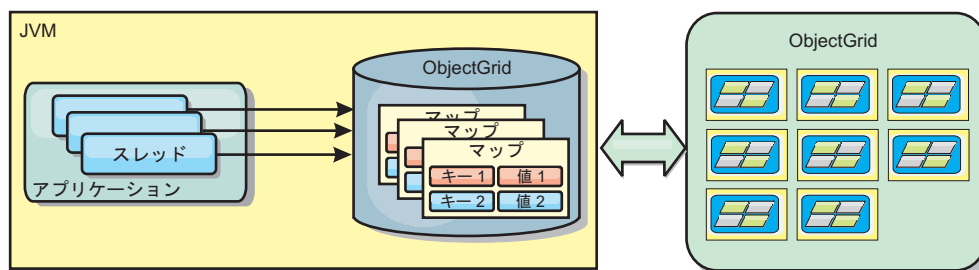 JVM
ObjectGrid
マップ
マップ
マップ
キー 1 値 1
キー 2 値 2
スレッド
アプリケーション
ObjectGrid